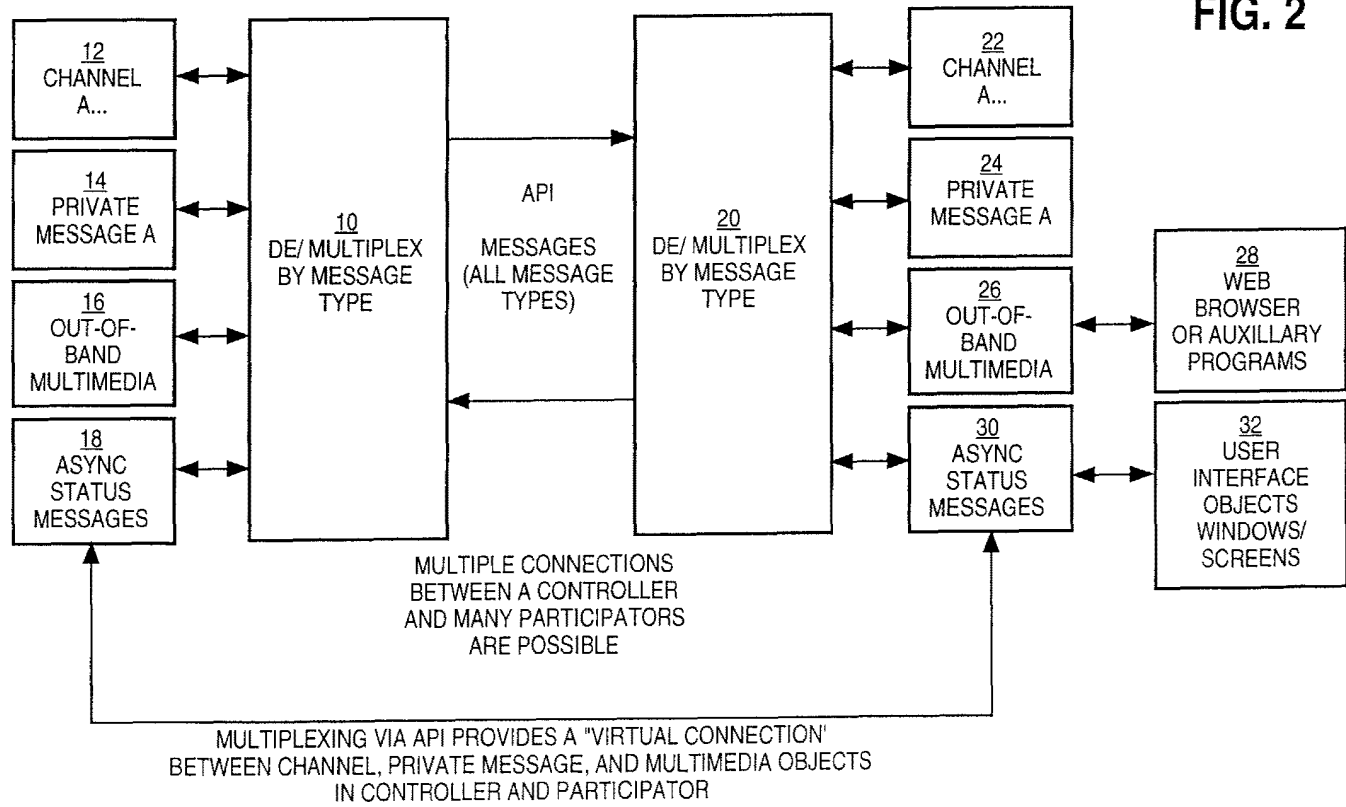 FIG. 2
12
CHANNEL
A...
14
PRIVATE
MESSAGE A
16
OUT-OF-
BAND
MULTIMEDIA
18
ASYNC
STATUS
MESSAGES
10
DE/ MULTIPLEX
BY MESSAGE
TYPE
API
MESSAGES
(ALL MESSAGE
TYPES)
20
DE/ MULTIPLEX
BY MESSAGE
TYPE
22
CHANNEL
A...
24
PRIVATE
MESSAGE A
26
OUT-OF-
BAND
MULTIMEDIA
30
ASYNC
STATUS
MESSAGES
28
WEB
BROWSER
OR AUXILLARY
PROGRAMS
32
USER
INTERFACE
OBJECTS
WINDOWS/
SCREENS
MULTIPLE CONNECTIONS
BETWEEN A CONTROLLER
AND MANY PARTICIPATORS
ARE POSSIBLE
MULTIPLEXING VIA API PROVIDES A "VIRTUAL CONNECTION'
BETWEEN CHANNEL, PRIVATE MESSAGE, AND MULTIMEDIA OBJECTS
IN CONTROLLER AND PARTICIPATOR